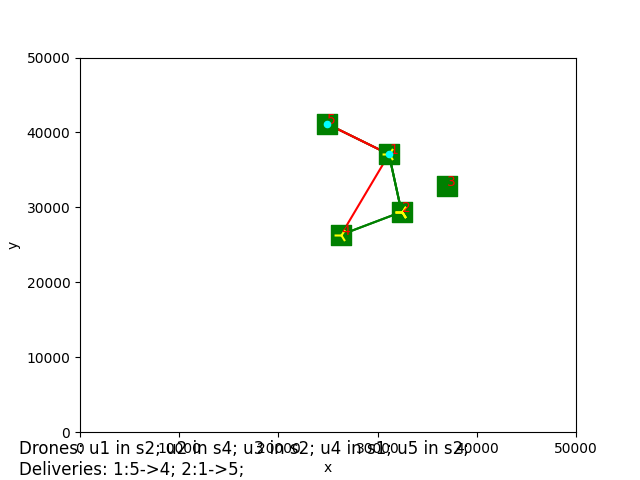 50000
40000
30000
20000
10000
0
y
0 10000 20000 30000 40000 50000
x
Drones: u1 in s2; u2 in s4; u3 in s2; u4 in s1; u5 in s2;
Deliveries: 1:5->4; 2:1->5;